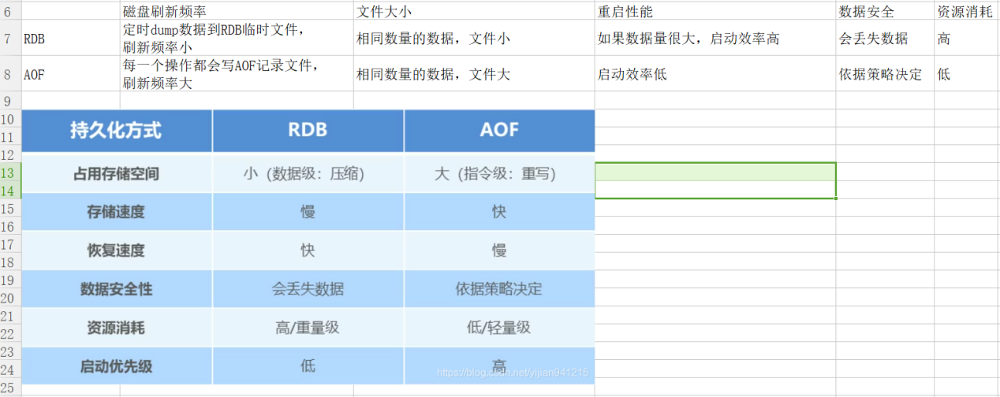 6 磁盘刷新频率 文件大小 重启性能 数据安全 资源消耗
7 RDB 定时dump数据到RDB临时文件，
刷新频率小 相同数量的数据，文件小 如果数据量很大，启动效率高 会丢失数据 高
8 AOF 每一个操作都会写AOF记录文件，
刷新频率大 相同数量的数据，文件大 启动效率低 依据策略决定 低
9
10
持久化方式 RDB AOF
11
12
13
占用存储空间 小（数据级：压缩） 大（指令级：重写）
14
15
存储速度 慢 快
16
17
恢复速度 快 慢
18
19
数据安全性 会丢失数据 依据策略决定
20
21
资源消耗 高/重量级 低/轻量级
22
23
启动优先级 低 高
24
https://blog.csdn.net/yijian941215
25